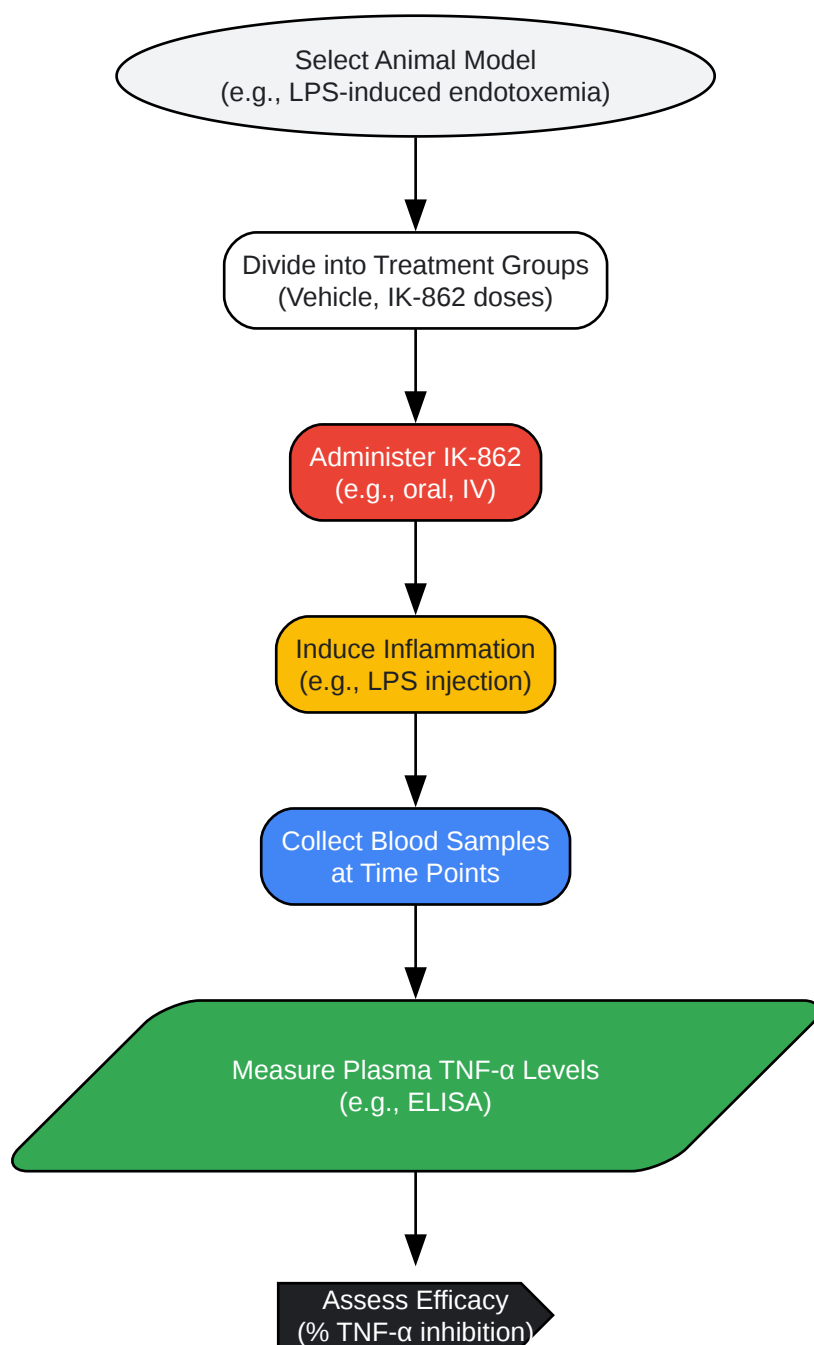 Select Animal Model
(e.g., LPS-induced endotoxemia)
Divide into Treatment Groups
(Vehicle, IK-862 doses)
Administer IK-862
(e.g., oral, IV)
Induce Inflammation
(e.g., LPS injection)
Collect Blood Samples
at Time Points
Measure Plasma TNF-α Levels
(e.g., ELISA)
Assess Efficacy
(% TNF-α inhibition)